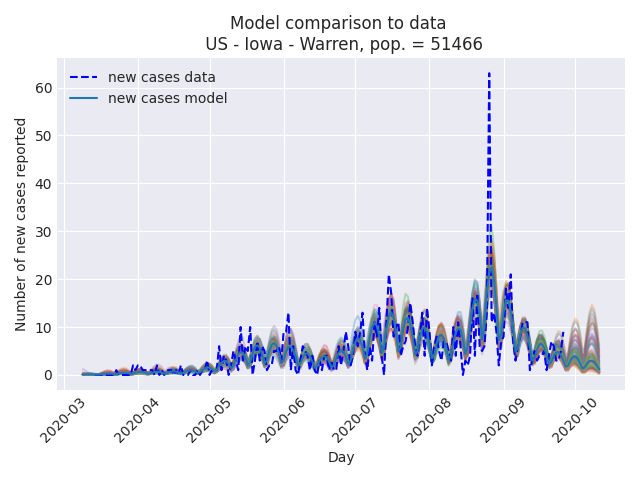 Model comparison to data
US - Iowa - Warren, pop. = 51466
new cases data
new cases model
Number of new cases reported
60
50
40
30
20
10
0
2020-03
2020-04
2020-05
2020-06
2020-07
2020-08
2020-09
2020-10
Day